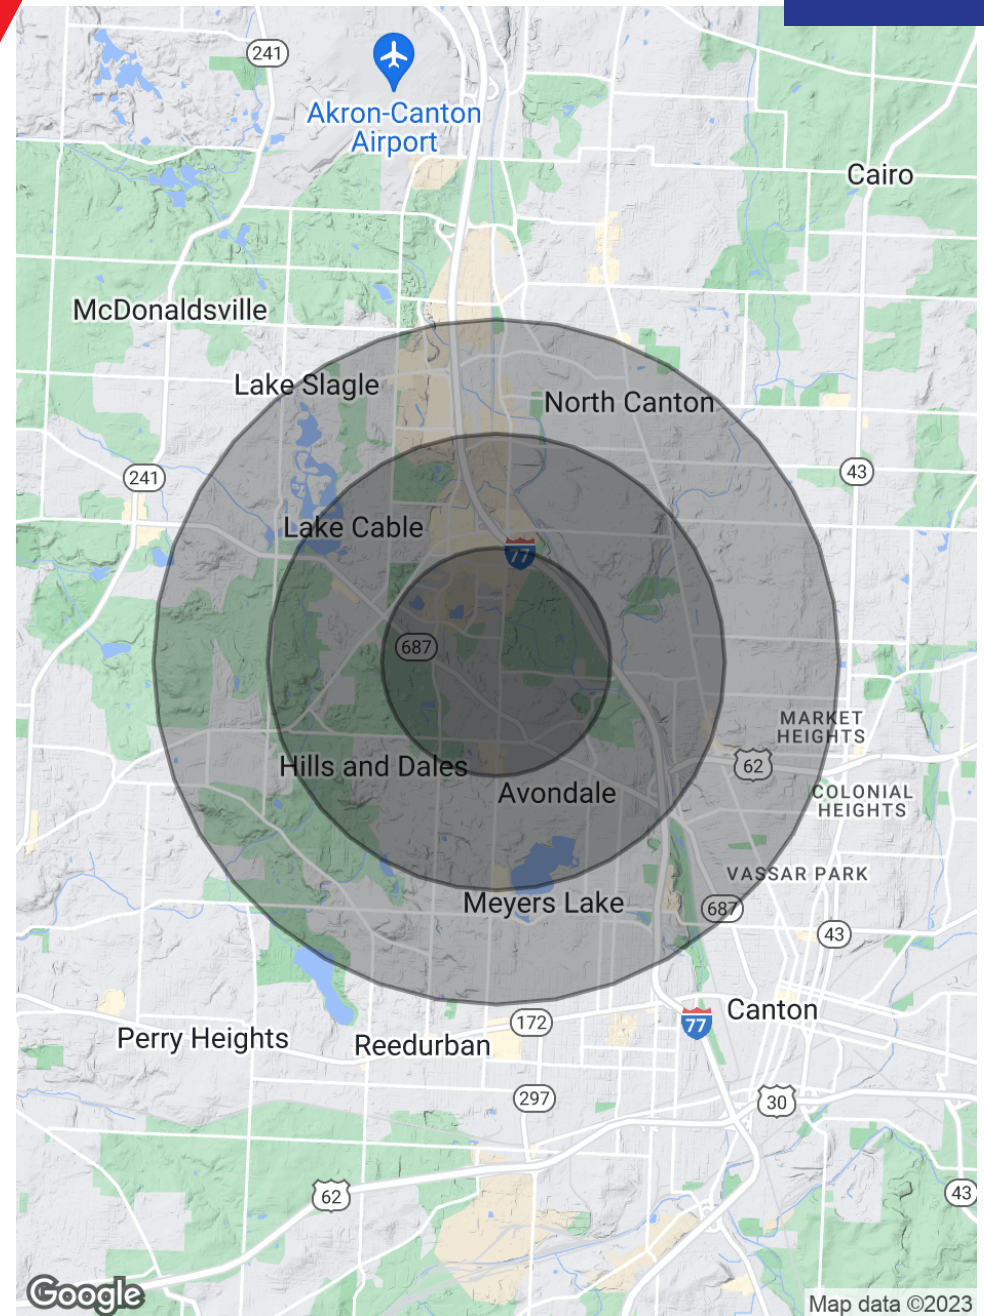 241
Akron-Canton
Airport
Cairo
McDonaldsville
Lake Slagle
North Canton
241
43
Lake Cable
77
687
MARKET
HEIGHTS
62
Hills and Dales
Avondale
COLONIAL
HEIGHTS
VASSAR PARK
Meyers Lake
687
43
Canton
172
77
Perry Heights
Reedurban
297
30
62
43
Google
Map data ©2023